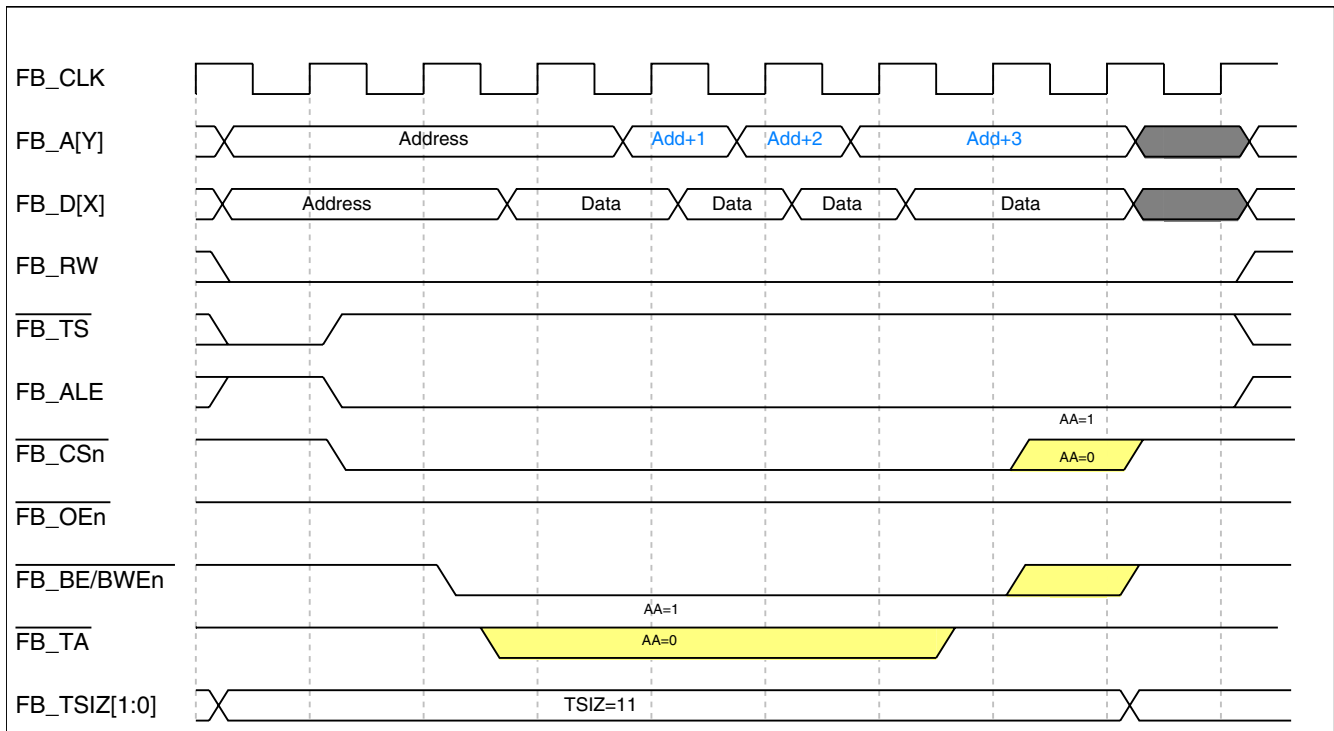 FB_CLK
FB_A[Y] Address Add+1 Add+2 Add+3
FB_D[X] Address Data Data Data Data
FB_RW
FB_TS
FB_ALE
AA=1
FB_CSn AA=0
FB_OEn
FB_BE/BWEn
AA=1
FB_TA AA=0
FB_TSIZ[1:0] TSIZ=11